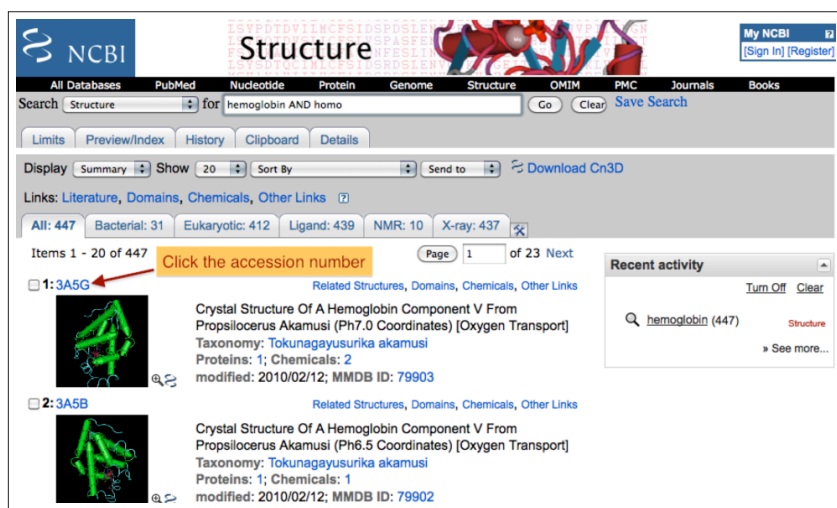 NCBI
Structure
My NCBI
[Sign In] [Register]
All Databases PubMed Nucleotide Protein Genome Structure OMIM PMC Journals Books
Search Structure for hemoglobin AND homo Go Clear Save Search
Limits Preview/Index History Clipboard Details
Display Summary Show 20 Sort By Send to Download Cn3D
Links: Literature, Domains, Chemicals, Other Links
All: 447 Bacterial: 31 Eukaryotic: 412 Ligand: 439 NMR: 10 X-ray: 437
Items 1 - 20 of 447
Click the accession number
Page 1 of 23 Next
1: 3A5G
Related Structures, Domains, Chemicals, Other Links
Crystal Structure Of A Hemoglobin Component V From
Propsilocerus Akamusi (Ph7.0 Coordinates) [Oxygen Transport]
Taxonomy: Tokunagayusurika akamusi
Proteins: 1; Chemicals: 2
modified: 2010/02/12; MMDB ID: 79903
2: 3A5B
Related Structures, Domains, Chemicals, Other Links
Crystal Structure Of A Hemoglobin Component V From
Propsilocerus Akamusi (Ph6.5 Coordinates) [Oxygen Transport]
Taxonomy: Tokunagayusurika akamusi
Proteins: 1; Chemicals: 1
modified: 2010/02/12; MMDB ID: 79902
Recent activity
Turn Off Clear
hemoglobin (447) Structure
» See more...